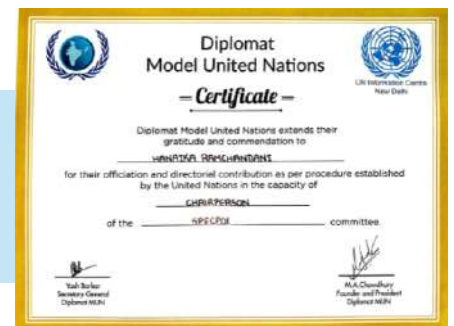 Diplomat
Model United Nations
UN Information Centre
New Delhi
Certificate
Diplomat Model United Nations extends their
gratitude and commendation to
RAMCHANDANI
for their officiation and directorial contribution as per procedure established
by the United Nations in the capacity of
CHAIRPERSON
of the SPECPOL committee.
Yash
Secretary General
Diplomat MUN
M.A.Chowdhury
Founder and President
Diplomat MUN